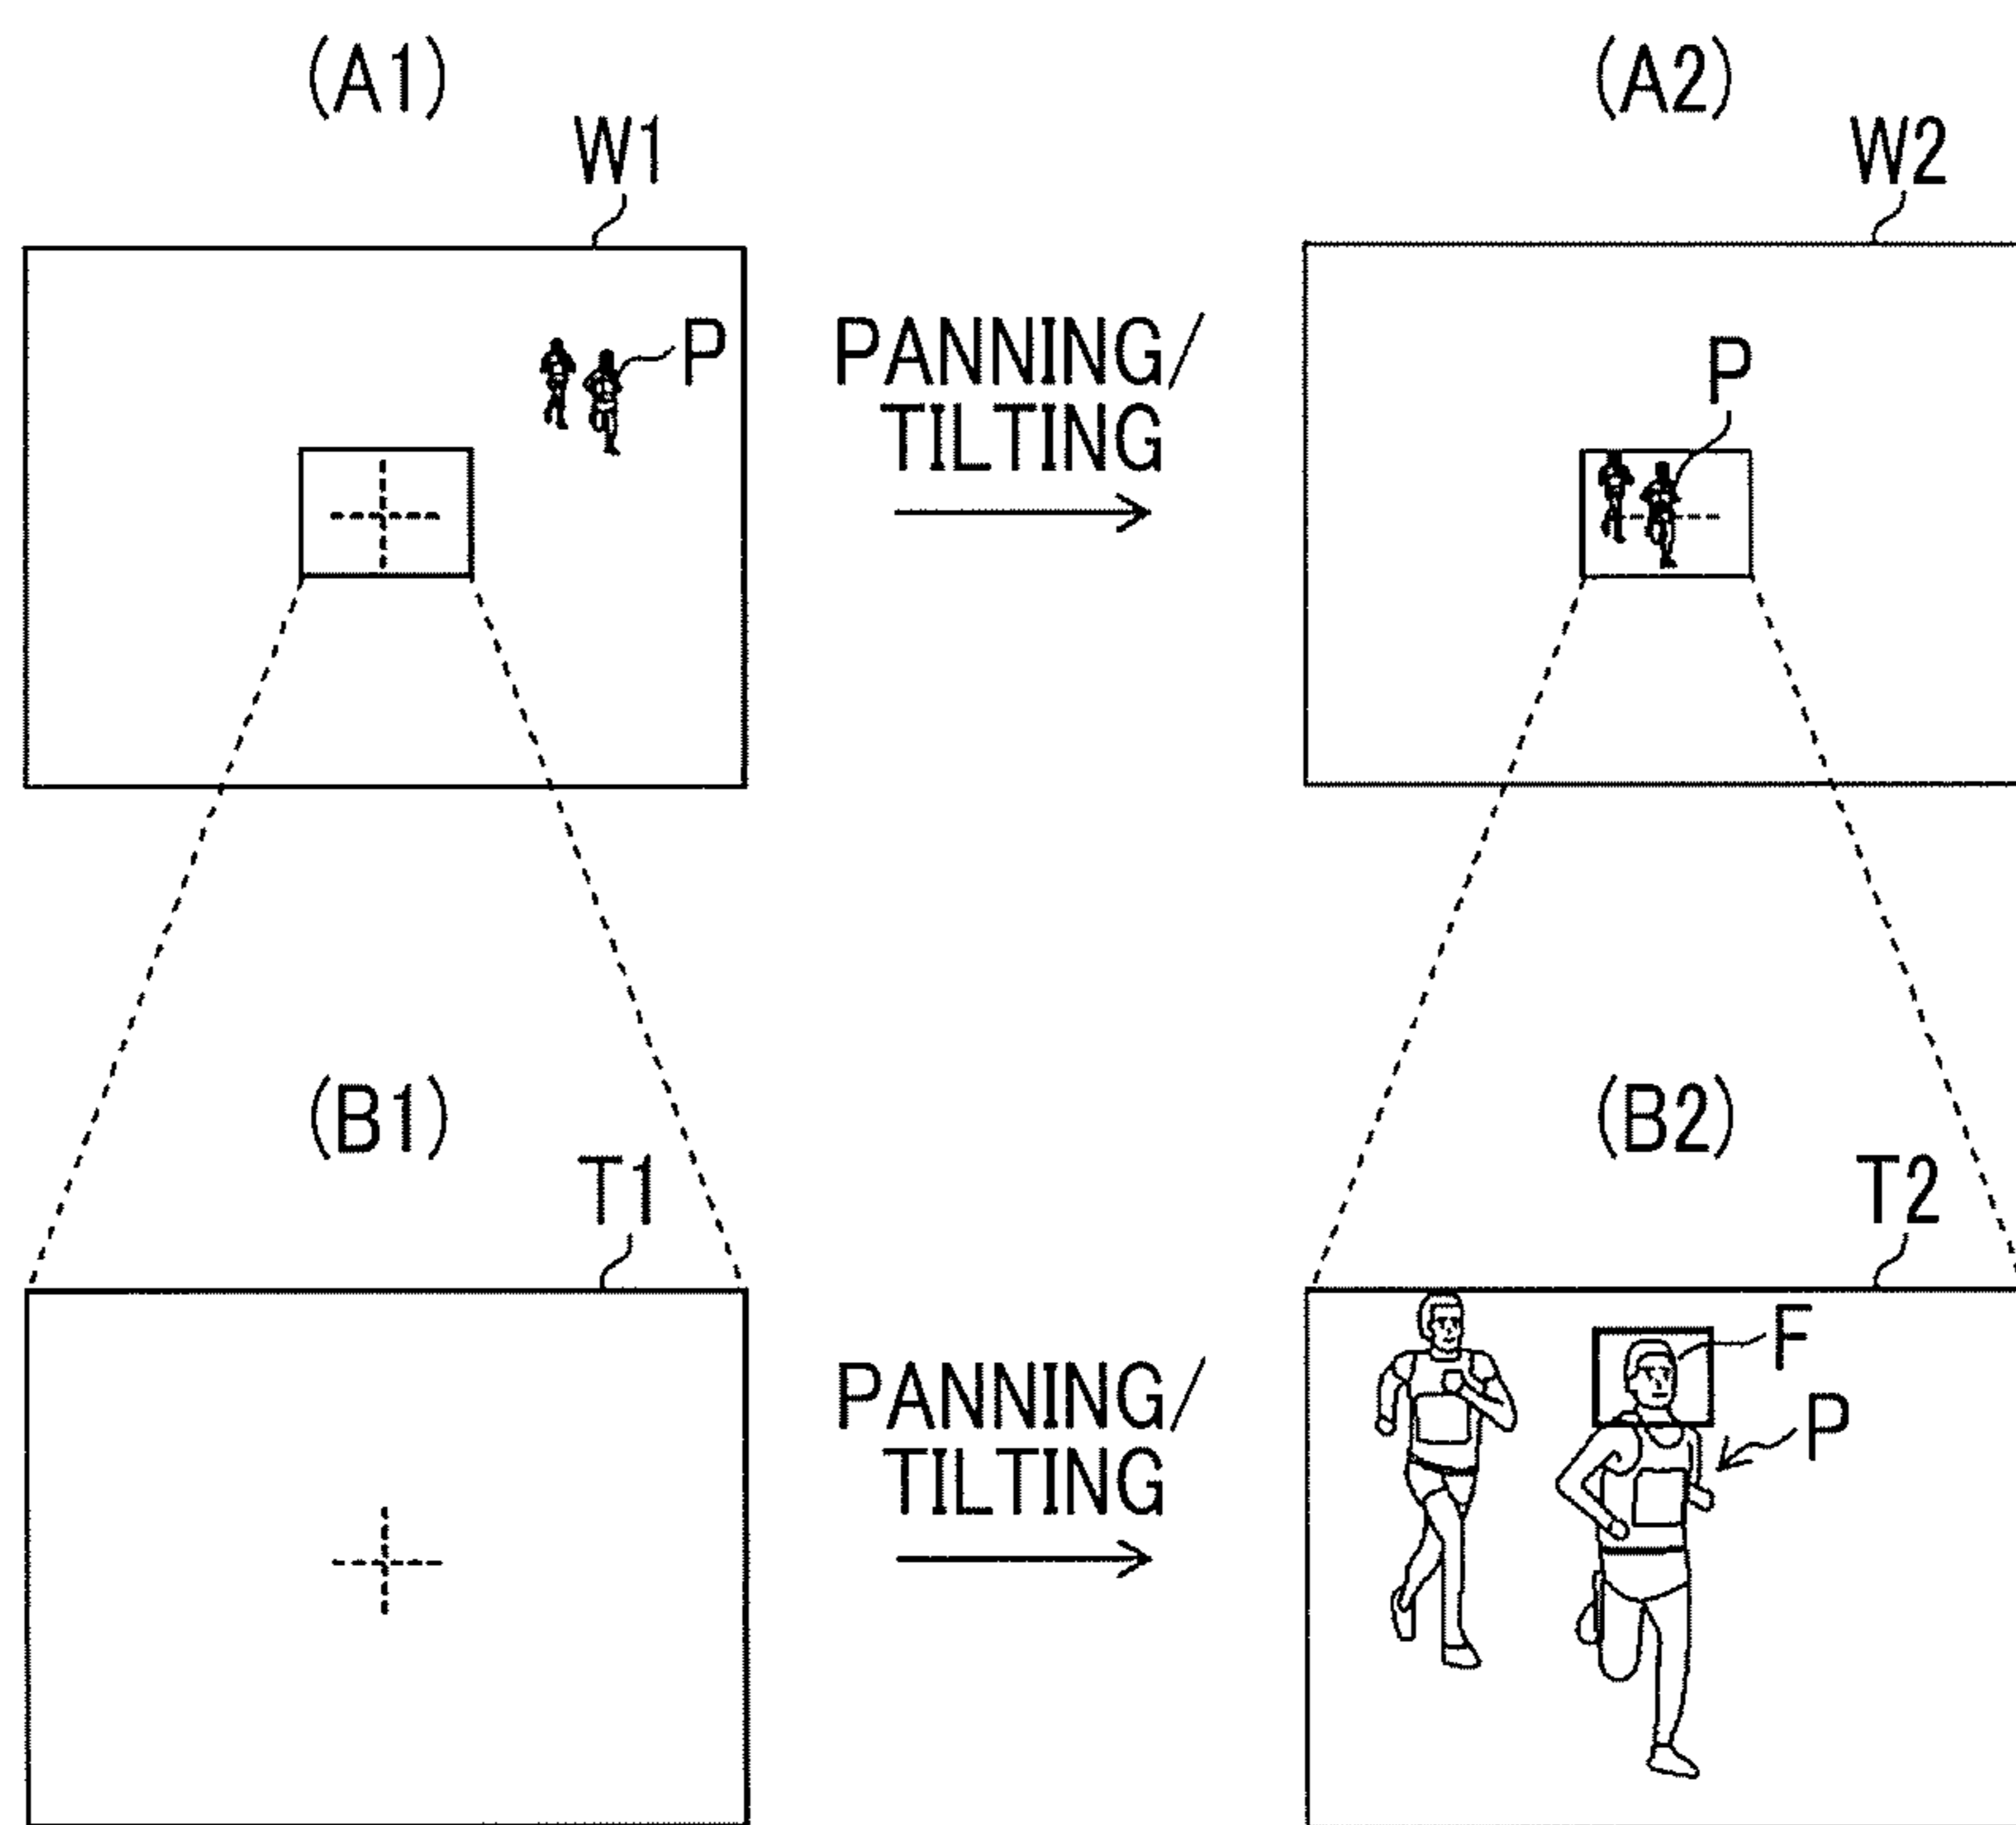 (A1)
W1
P
PANNING/
TILTING
(A2)
W2
P
(B1)
T1
PANNING/
TILTING
(B2)
T2
F
P